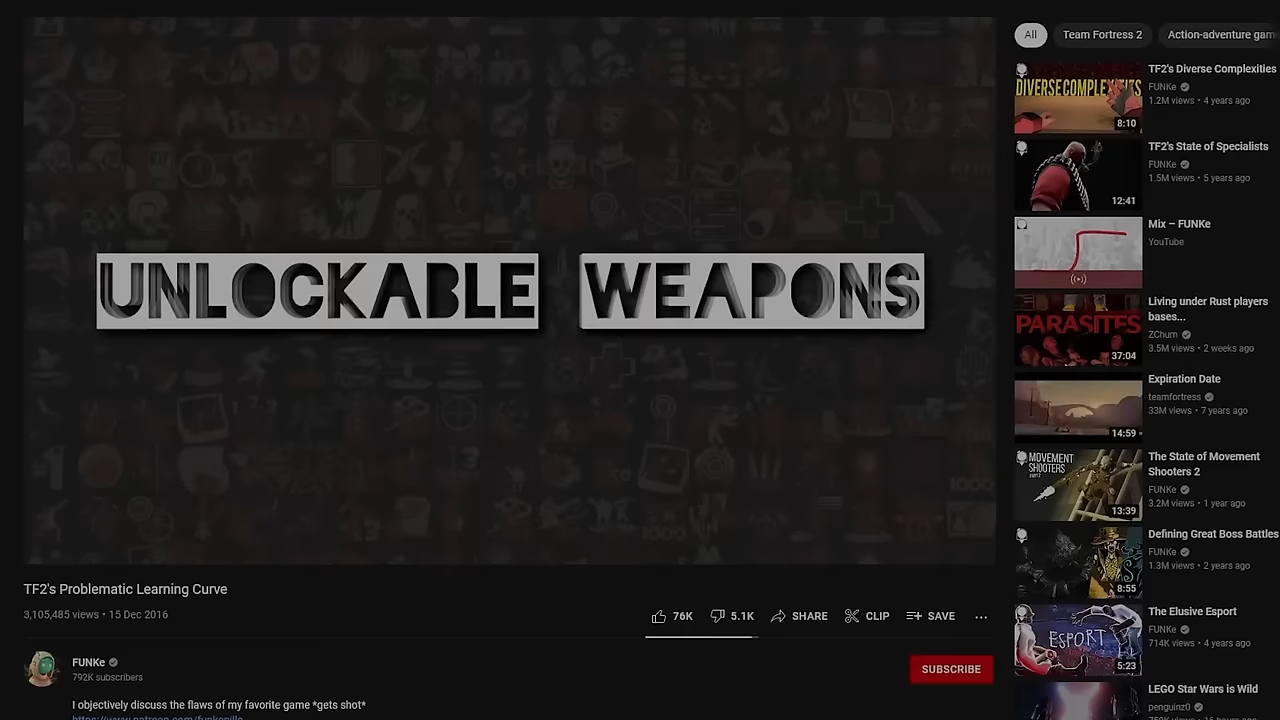 UNLOCKABLE WEAPONS
TF2's Problematic Learning Curve
3,105,485 views • 15 Dec 2016
76K 5.1K SHARE CLIP SAVE
FUNKe
792K subscribers
SUBSCRIBE
I objectively discuss the flaws of my favorite game *gets shot*
All Team Fortress 2 Action-adventure gam
DIVERSE COMPLEXITIES
8:10
TF2's Diverse Complexities
FUNKe
1.2M views • 4 years ago
12:41
TF2's State of Specialists
FUNKe
1.5M views • 5 years ago
Mix – FUNKe
YouTube
PARASITES
37:04
Living under Rust players
bases...
ZChum
3.5M views • 2 weeks ago
14:59
Expiration Date
teamfortress
33M views • 7 years ago
MOVEMENT
SHOOTERS
13:39
The State of Movement
Shooters 2
FUNKe
3.2M views • 1 year ago
8:55
Defining Great Boss Battles
FUNKe
1.3M views • 2 years ago
ESPORT
5:23
The Elusive Esport
FUNKe
714K views • 4 years ago
LEGO Star Wars is Wild
penguinz0